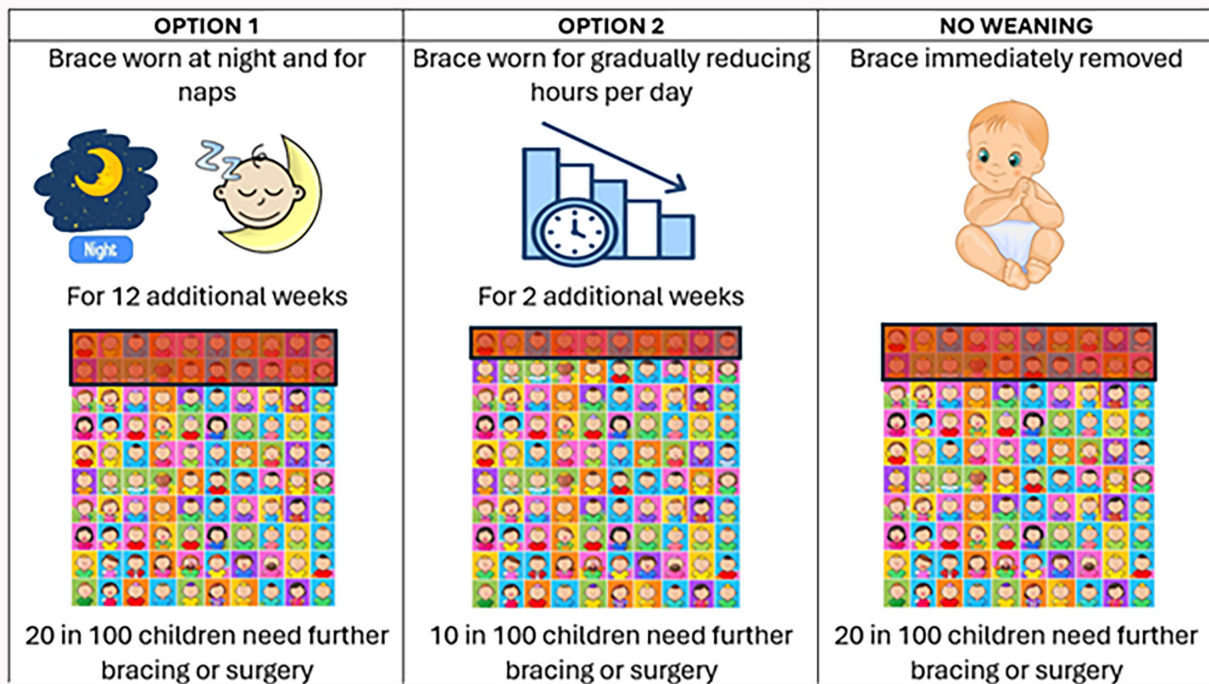 OPTION 1
Brace worn at night and for
naps
Night
Z Z
For 12 additional weeks
20 in 100 children need further
bracing or surgery
OPTION 2
Brace worn for gradually reducing
hours per day
For 2 additional weeks
10 in 100 children need further
bracing or surgery
NO WEANING
Brace immediately removed
20 in 100 children need further
bracing or surgery